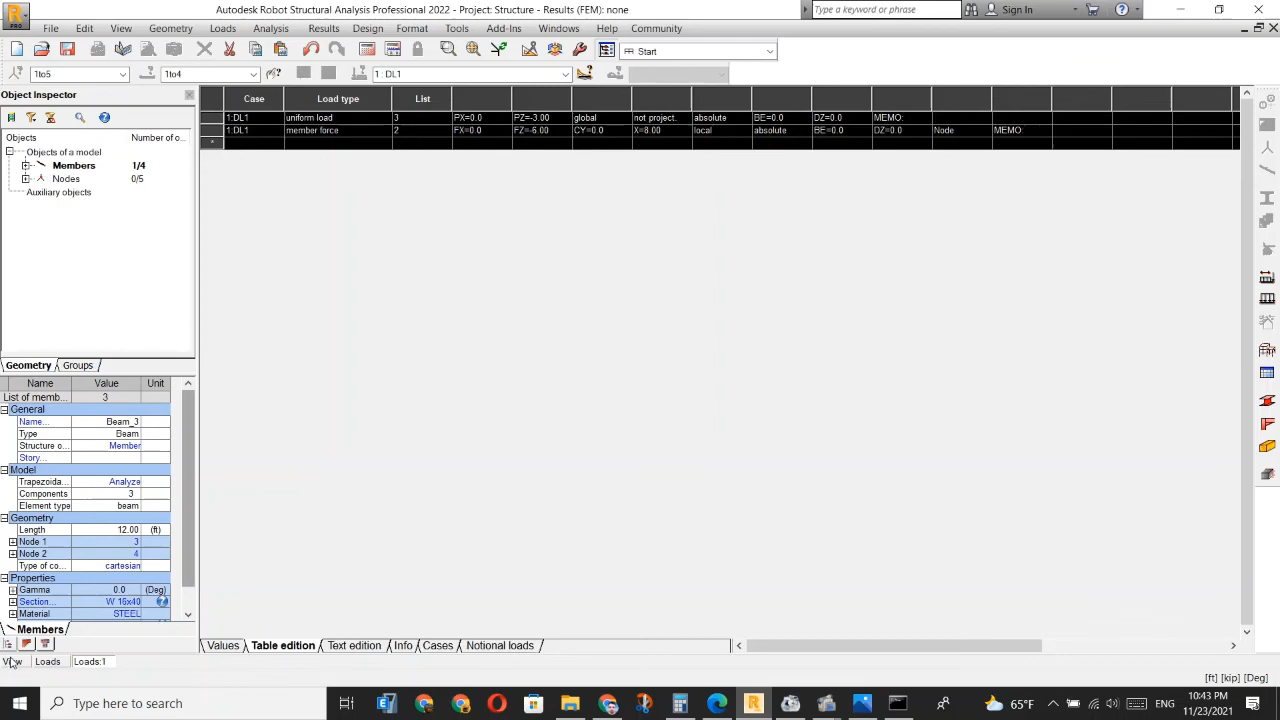 Autodesk Robot Structural Analysis Professional 2022 - Project: Structure - Results (FEM): none
Type a keyword or phrase
Sign In
PRO
File Edit View Geometry Loads Analysis Results Design Format Tools Add-Ins Windows Help Community
Start
1to5 1to4 1 : DL1
Object Inspector
Objects Number of o...
Objects of a model
Members 1/4
Nodes 0/5
Auxiliary objects
Geometry Groups
Case Load type List
1:DL1 uniform load 3 PX=0.0 PZ=-3.00 global not project. absolute BE=0.0 DZ=0.0 MEMO:
1:DL1 member force 2 FX=0.0 FZ=-6.00 CY=0.0 X=8.00 local absolute BE=0.0 DZ=0.0 Node MEMO:
*
Name Value Unit
List of memb... 3
General
Name... Beam_3
Type Beam
Structure o... Member
Story...
Model
Trapezoida... Analyze
Components 3
Element type beam
Geometry
Length 12.00 (ft)
Node 1 3
Node 2 4
Type of co... cartesian
Properties
Gamma 0.0 (Deg)
Section... W 16x40
Material STEEL
Members
Values Table edition Text edition Info Cases Notional loads
View Loads Loads:1
[ft] [kip] [Deg]
Type here to search
65°F
ENG
10:43 PM
11/23/2021